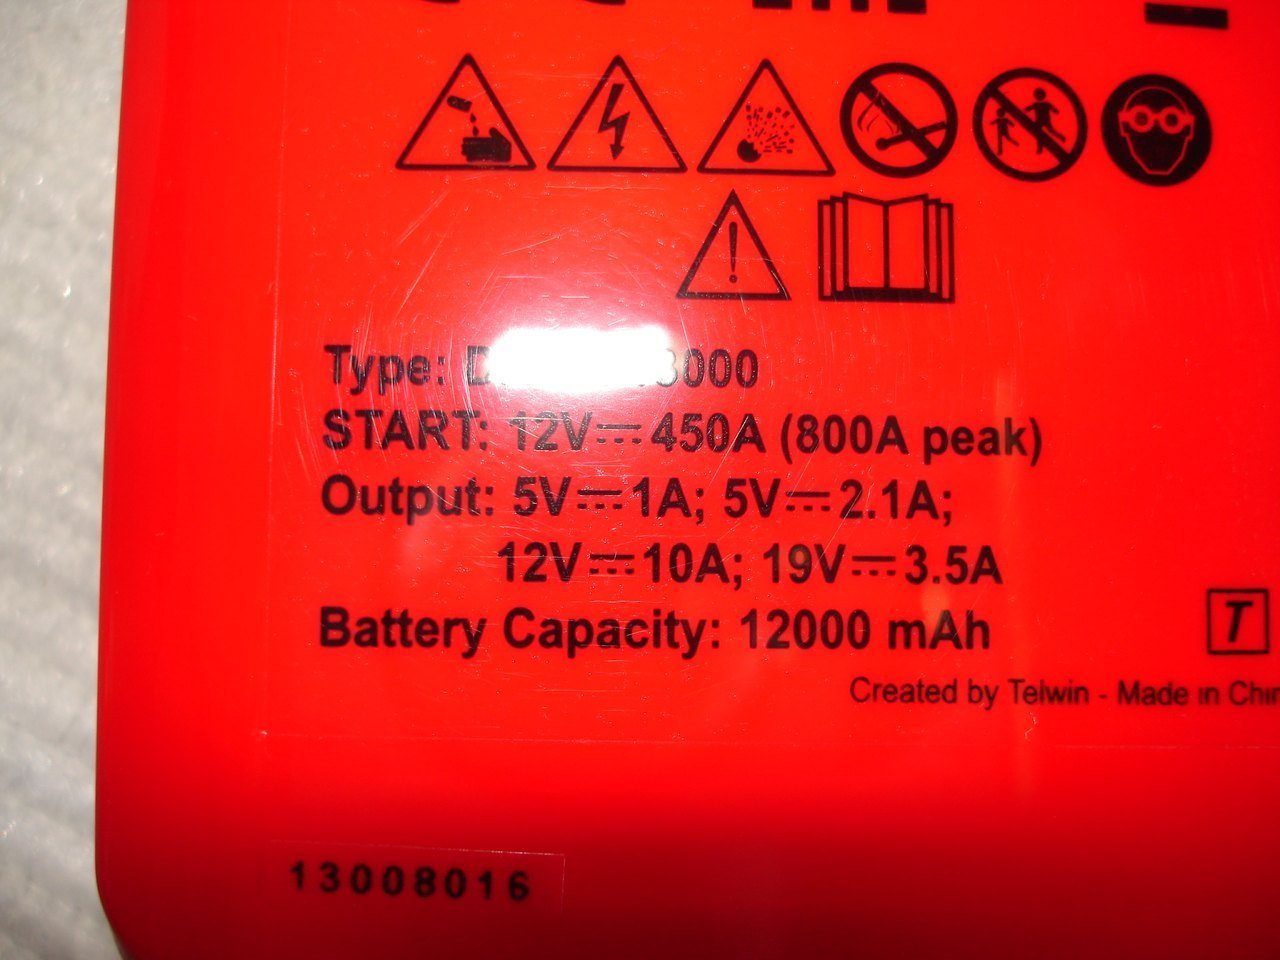 Type:
START: 12V⎓450A (800A peak)
Output: 5V⎓1A; 5V⎓2.1A;
12V⎓10A; 19V⎓3.5A
Battery Capacity: 12000 mAh
T
Created by Telwin - Made in
13008016